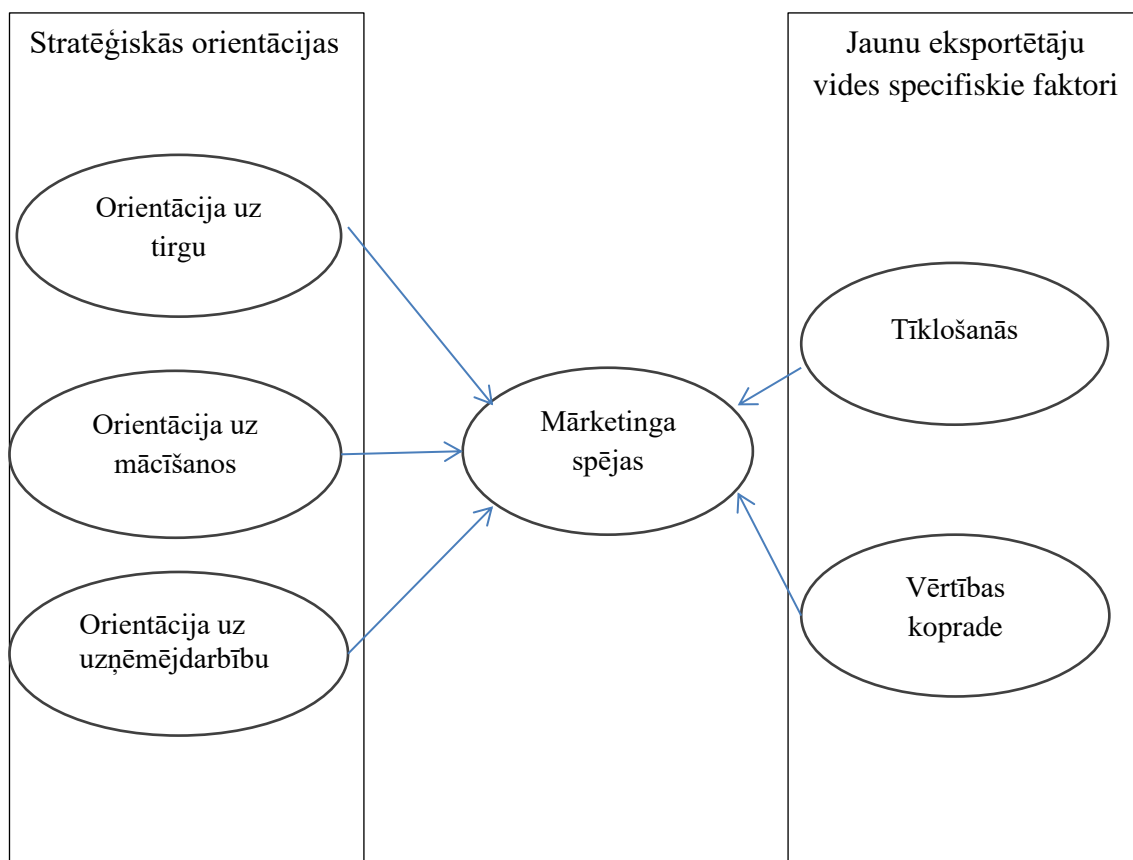 Stratēģiskās orientācijas
Orientācija uz
tirgu
Orientācija uz
mācīšanos
Orientācija uz
uzņēmējdarbību
Mārketinga
spējas
Jaunu eksportētāju
vides specifiskie faktori
Tīklošanās
Vērtības
koprade